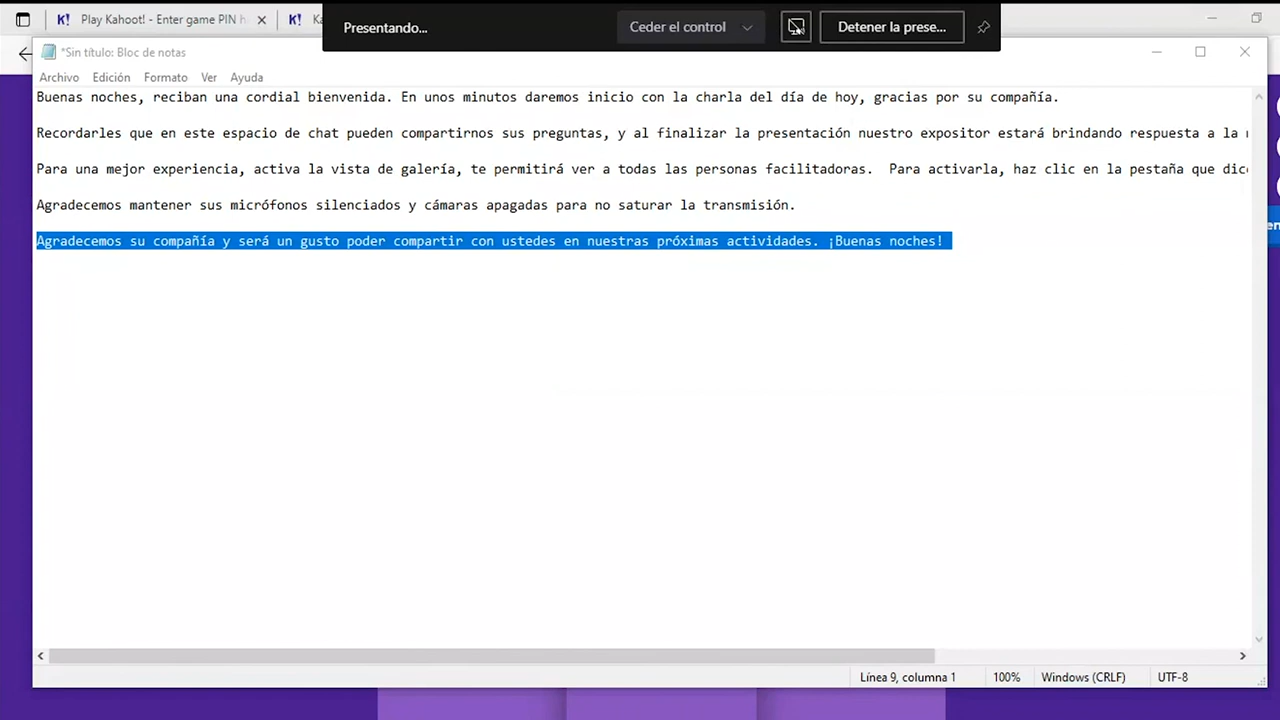 Play Kahoot! - Enter game PIN
Presentando...
Ceder el control
Detener la prese...
*Sin título: Bloc de notas
Archivo Edición Formato Ver Ayuda
Buenas noches, reciban una cordial bienvenida. En unos minutos daremos inicio con la charla del día de hoy, gracias por su compañía.
Recordarles que en este espacio de chat pueden compartirnos sus preguntas, y al finalizar la presentación nuestro expositor estará brindando respuesta a la
Para una mejor experiencia, activa la vista de galería, te permitirá ver a todas las personas facilitadoras. Para activarla, haz clic en la pestaña que
Agradecemos mantener sus micrófonos silenciados y cámaras apagadas para no saturar la transmisión.
Agradecemos su compañía y será un gusto poder compartir con ustedes en nuestras próximas actividades. ¡Buenas noches!
Línea 9, columna 1 100% Windows (CRLF) UTF-8